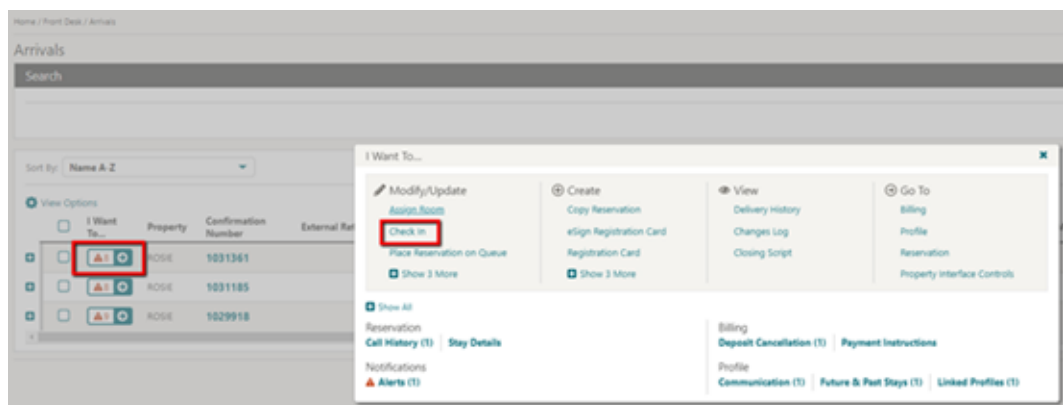 Home / Front Desk / Arrivals
Arrivals
Search
Sort By: Name A-Z
View Options
I Want To... Property Confirmation Number External Ref
ROSIE 1031361
ROSIE 1031185
ROSIE 1029918
I Want To...
Modify/Update
Assign Room
Check In
Place Reservation on Queue
Show 3 More
Create
Copy Reservation
eSign Registration Card
Registration Card
Show 3 More
View
Delivery History
Changes Log
Closing Script
Go To
Billing
Profile
Reservation
Property Interface Controls
Show All
Reservation
Call History (1) Stay Details
Notifications
Alerts (1)
Billing
Deposit Cancellation (1) Payment Instructions
Profile
Communication (1) Future & Past Stays (1) Linked Profiles (1)